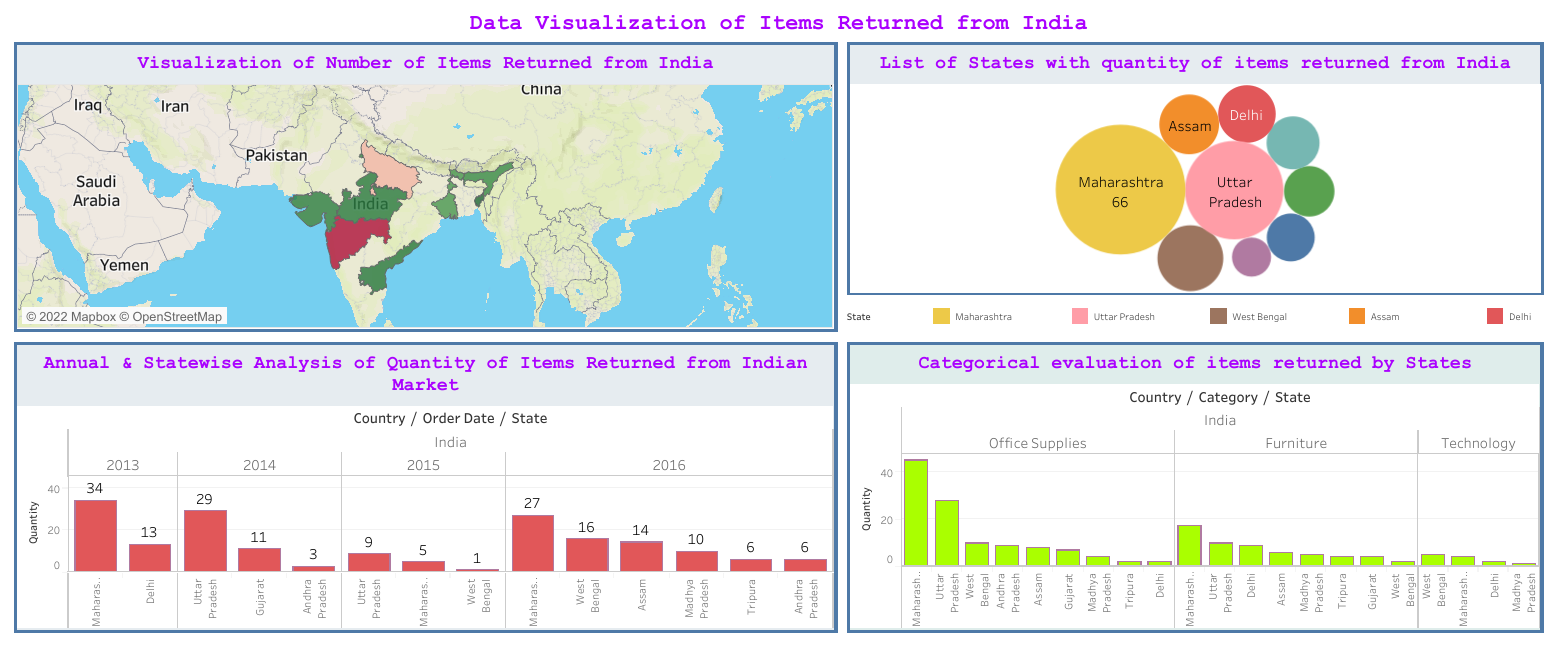 Data Visualization of Items Returned from India
Visualization of Number of Items Returned from India
China
Iraq
Iran
Pakistan
Saudi
Arabia
India
Yemen
© 2022 Mapbox © OpenStreetMap
List of States with quantity of items returned from India
Assam
Delhi
Maharashtra
66
Uttar
Pradesh
State
Maharashtra
Uttar Pradesh
West Bengal
Assam
Delhi
Annual & Statewise Analysis of Quantity of Items Returned from Indian
Market
Country / Order Date / State
India
2013
2014
2015
2016
Quantity
40
20
0
34
13
29
11
3
9
5
1
27
16
14
10
6
6
Maharas..
Delhi
Uttar
Pradesh
Gujarat
Andhra
Pradesh
Uttar
Pradesh
Maharas..
West
Bengal
Maharas..
West
Bengal
Assam
Madhya
Pradesh
Tripura
Andhra
Pradesh
Categorical evaluation of items returned by States
Country / Category / State
India
Office Supplies
Furniture
Technology
Quantity
40
20
0
Maharash..
Uttar
Pradesh
West
Bengal
Andhra
Pradesh
Assam
Gujarat
Madhya
Pradesh
Tripura
Delhi
Maharash..
Uttar
Pradesh
Delhi
Assam
Madhya
Pradesh
Tripura
Gujarat
West
Bengal
West
Bengal
Maharash..
Delhi
Madhya
Pradesh